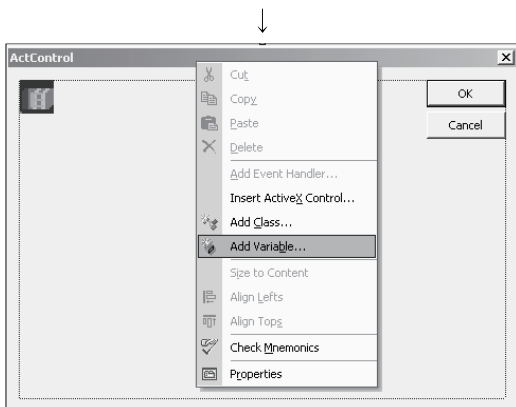 ActControl
OK
Cancel
Cut
Copy
Paste
Delete
Add Event Handler...
Insert ActiveX Control...
Add Class...
Add Variable...
Size to Content
Align Lefts
Align Tops
Check Mnemonics
Properties